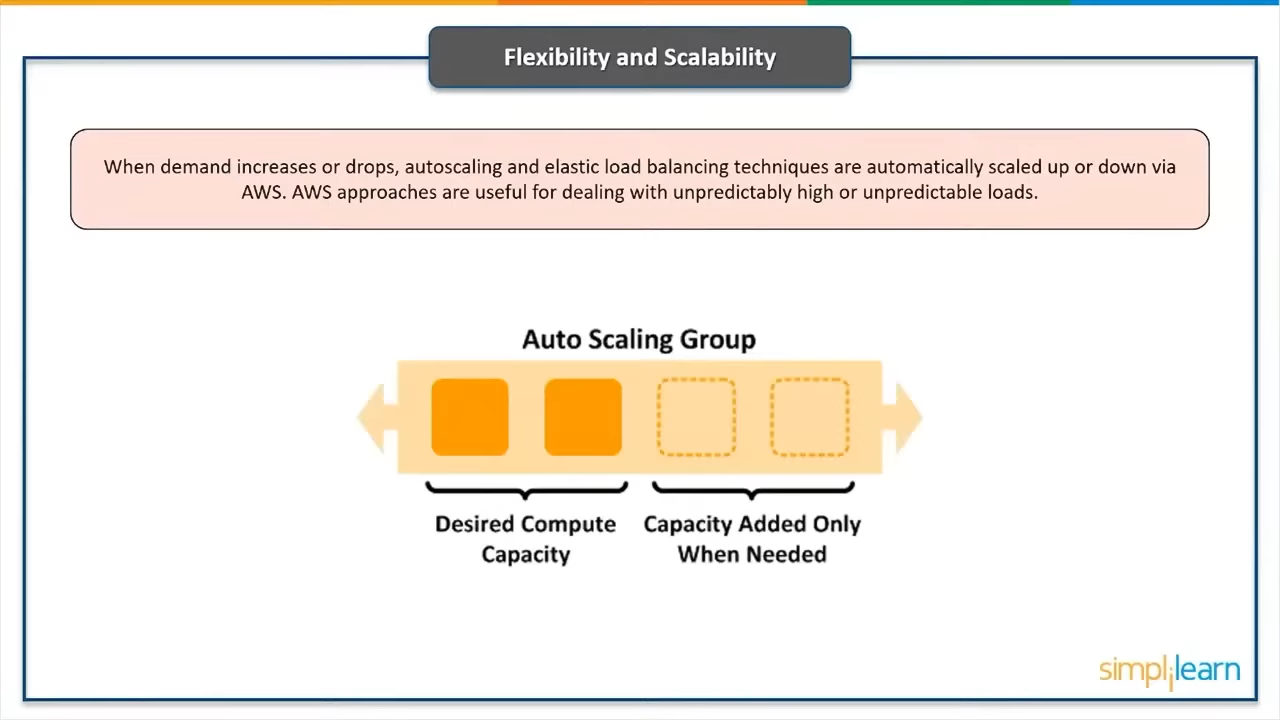 Flexibility and Scalability
When demand increases or drops, autoscaling and elastic load balancing techniques are automatically scaled up or down via
AWS. AWS approaches are useful for dealing with unpredictably high or unpredictable loads.
Auto Scaling Group
Desired Compute
Capacity
Capacity Added Only
When Needed
simplilearn